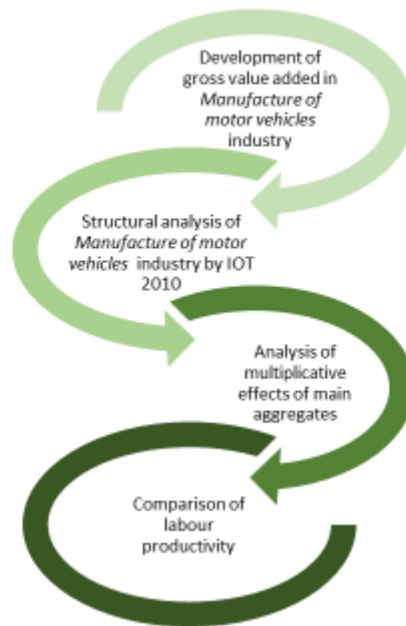 Development of
gross value added in
Manufacture of
motor vehicles
industry
Structural analysis of
Manufacture of motor
vehicles industry by IOT
2010
Analysis of
multiplicative
effects of main
aggregates
Comparison of
labour
productivity